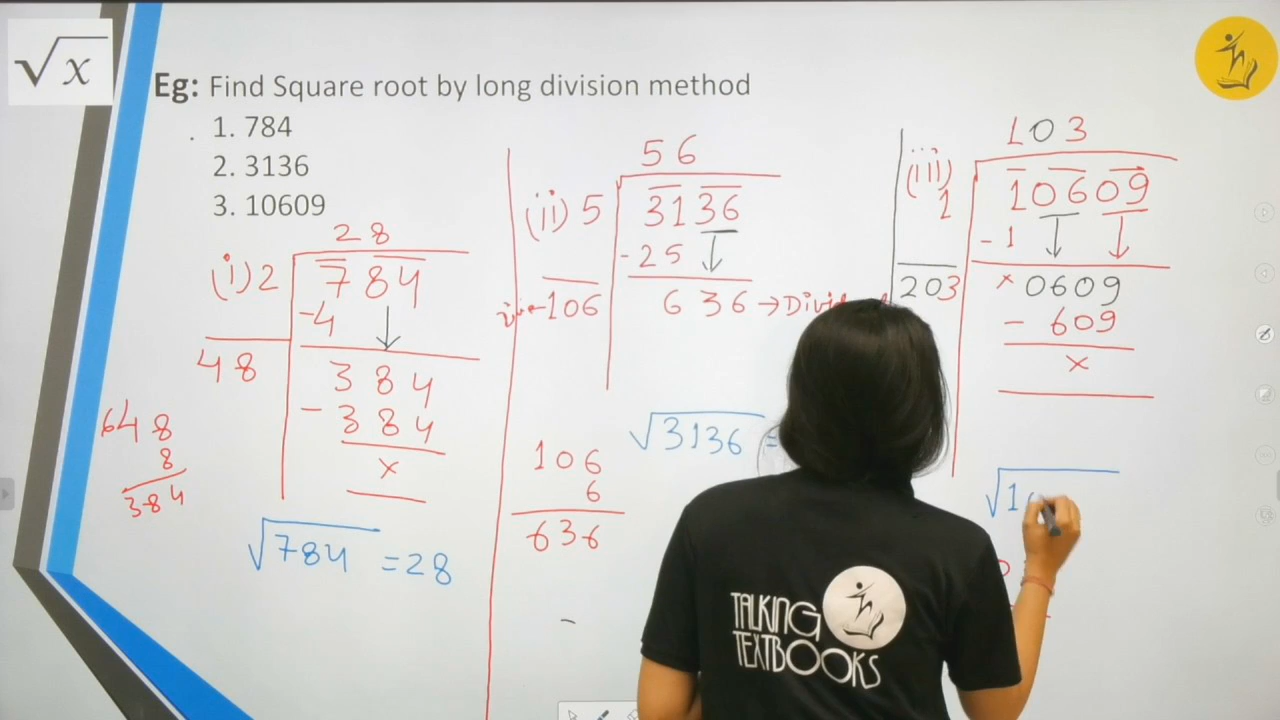 √x
Eg: Find Square root by long division method
1. 784
2. 3136
3. 10609
28
(i) 2
784
-4
48
384
- 384
x
648
8
384
√784 = 28
56
(ii) 5
3136
-25
106
636 → Div
106
6
636
√3136 =
103
(iii)
1
10609
-1
203
x 0609
- 609
x
√1
TALKING
TEXTBOOKS